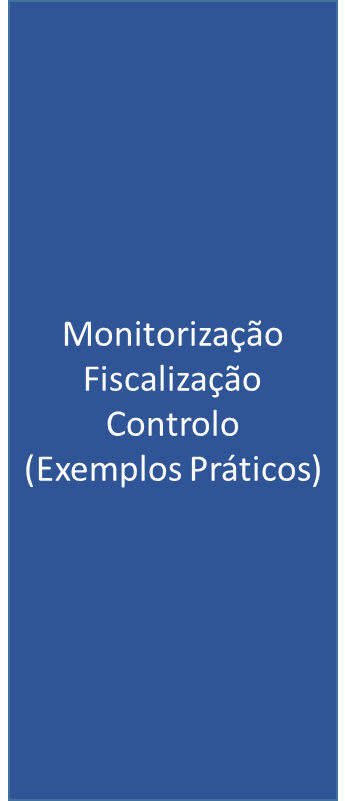 Monitorização
Fiscalização
Controlo
(Exemplos Práticos)